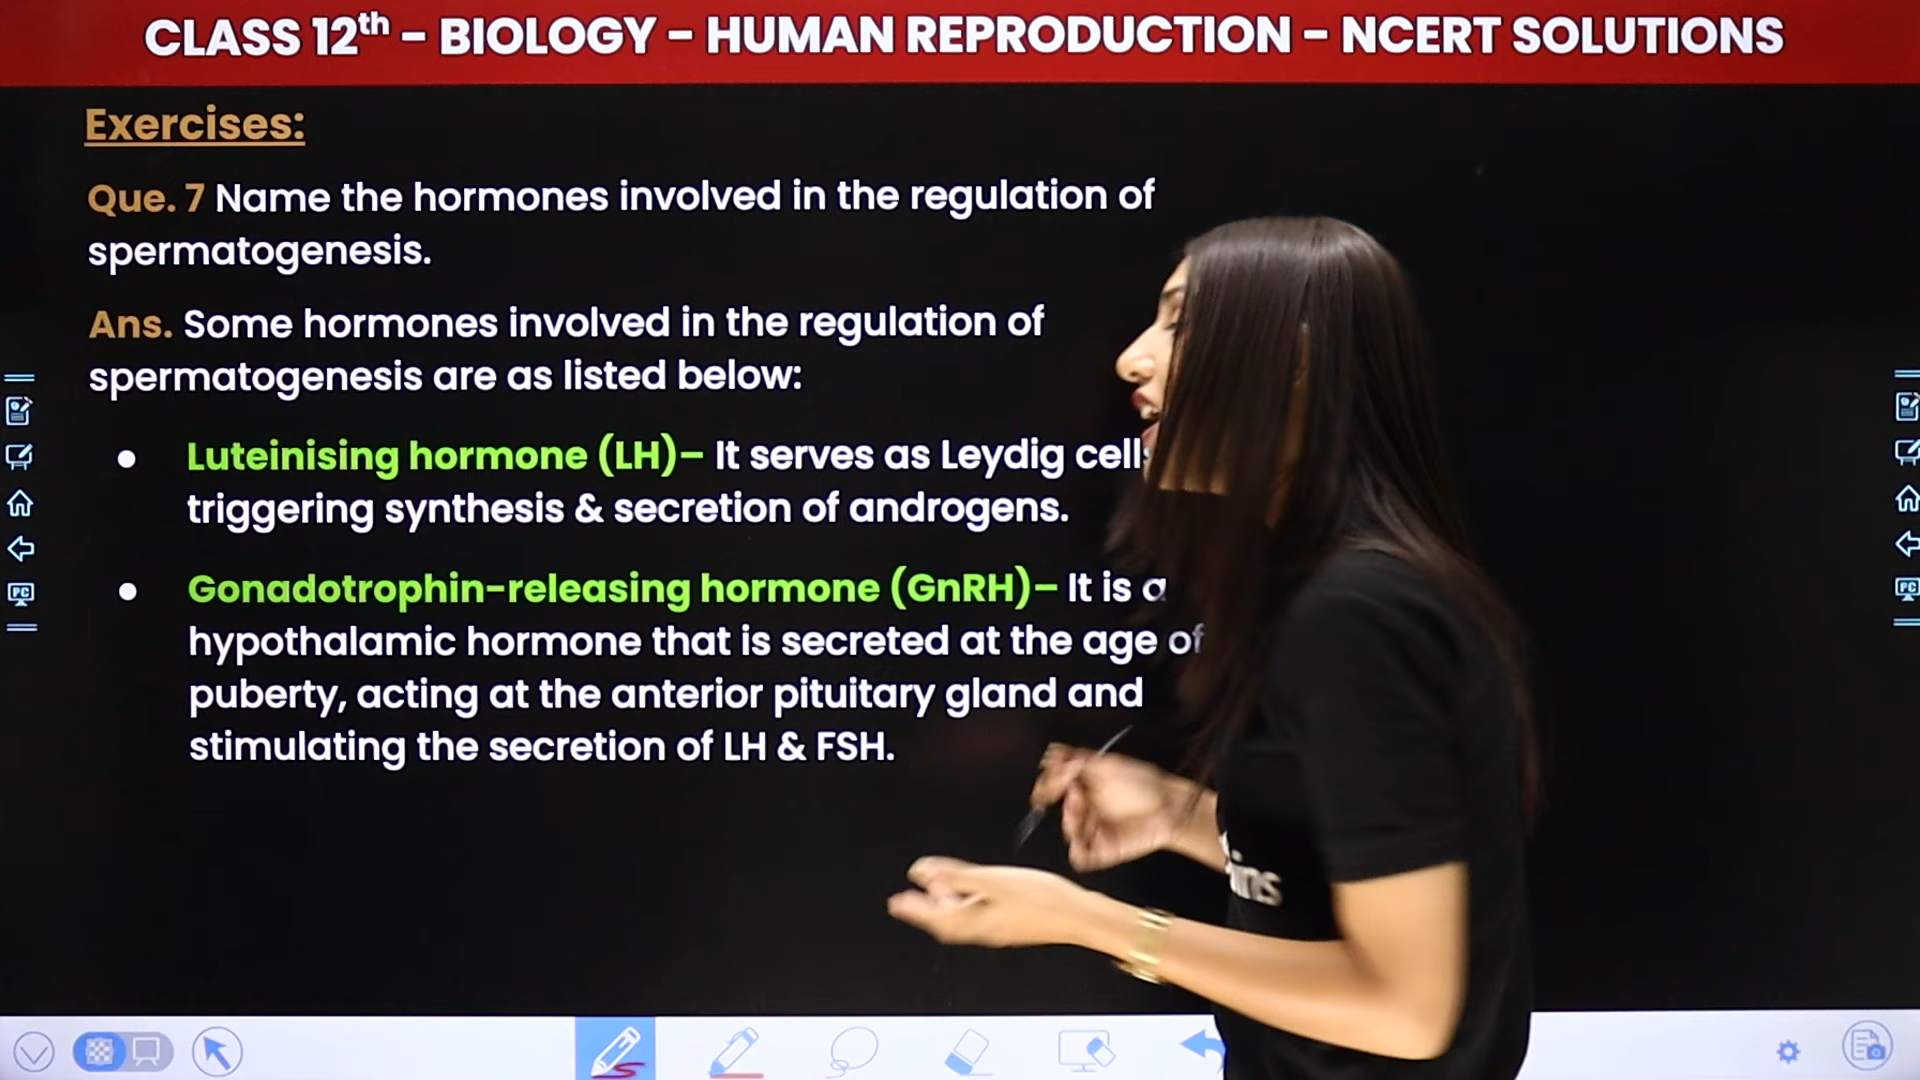 CLASS 12th – BIOLOGY – HUMAN REPRODUCTION – NCERT SOLUTIONS
Exercises:
Que. 7 Name the hormones involved in the regulation of
spermatogenesis.
Ans. Some hormones involved in the regulation of
spermatogenesis are as listed below:
• Luteinising hormone (LH)– It serves as Leydig cells
triggering synthesis & secretion of androgens.
• Gonadotrophin-releasing hormone (GnRH)– It is a
hypothalamic hormone that is secreted at the age of
puberty, acting at the anterior pituitary gland and
stimulating the secretion of LH & FSH.
PC
PC